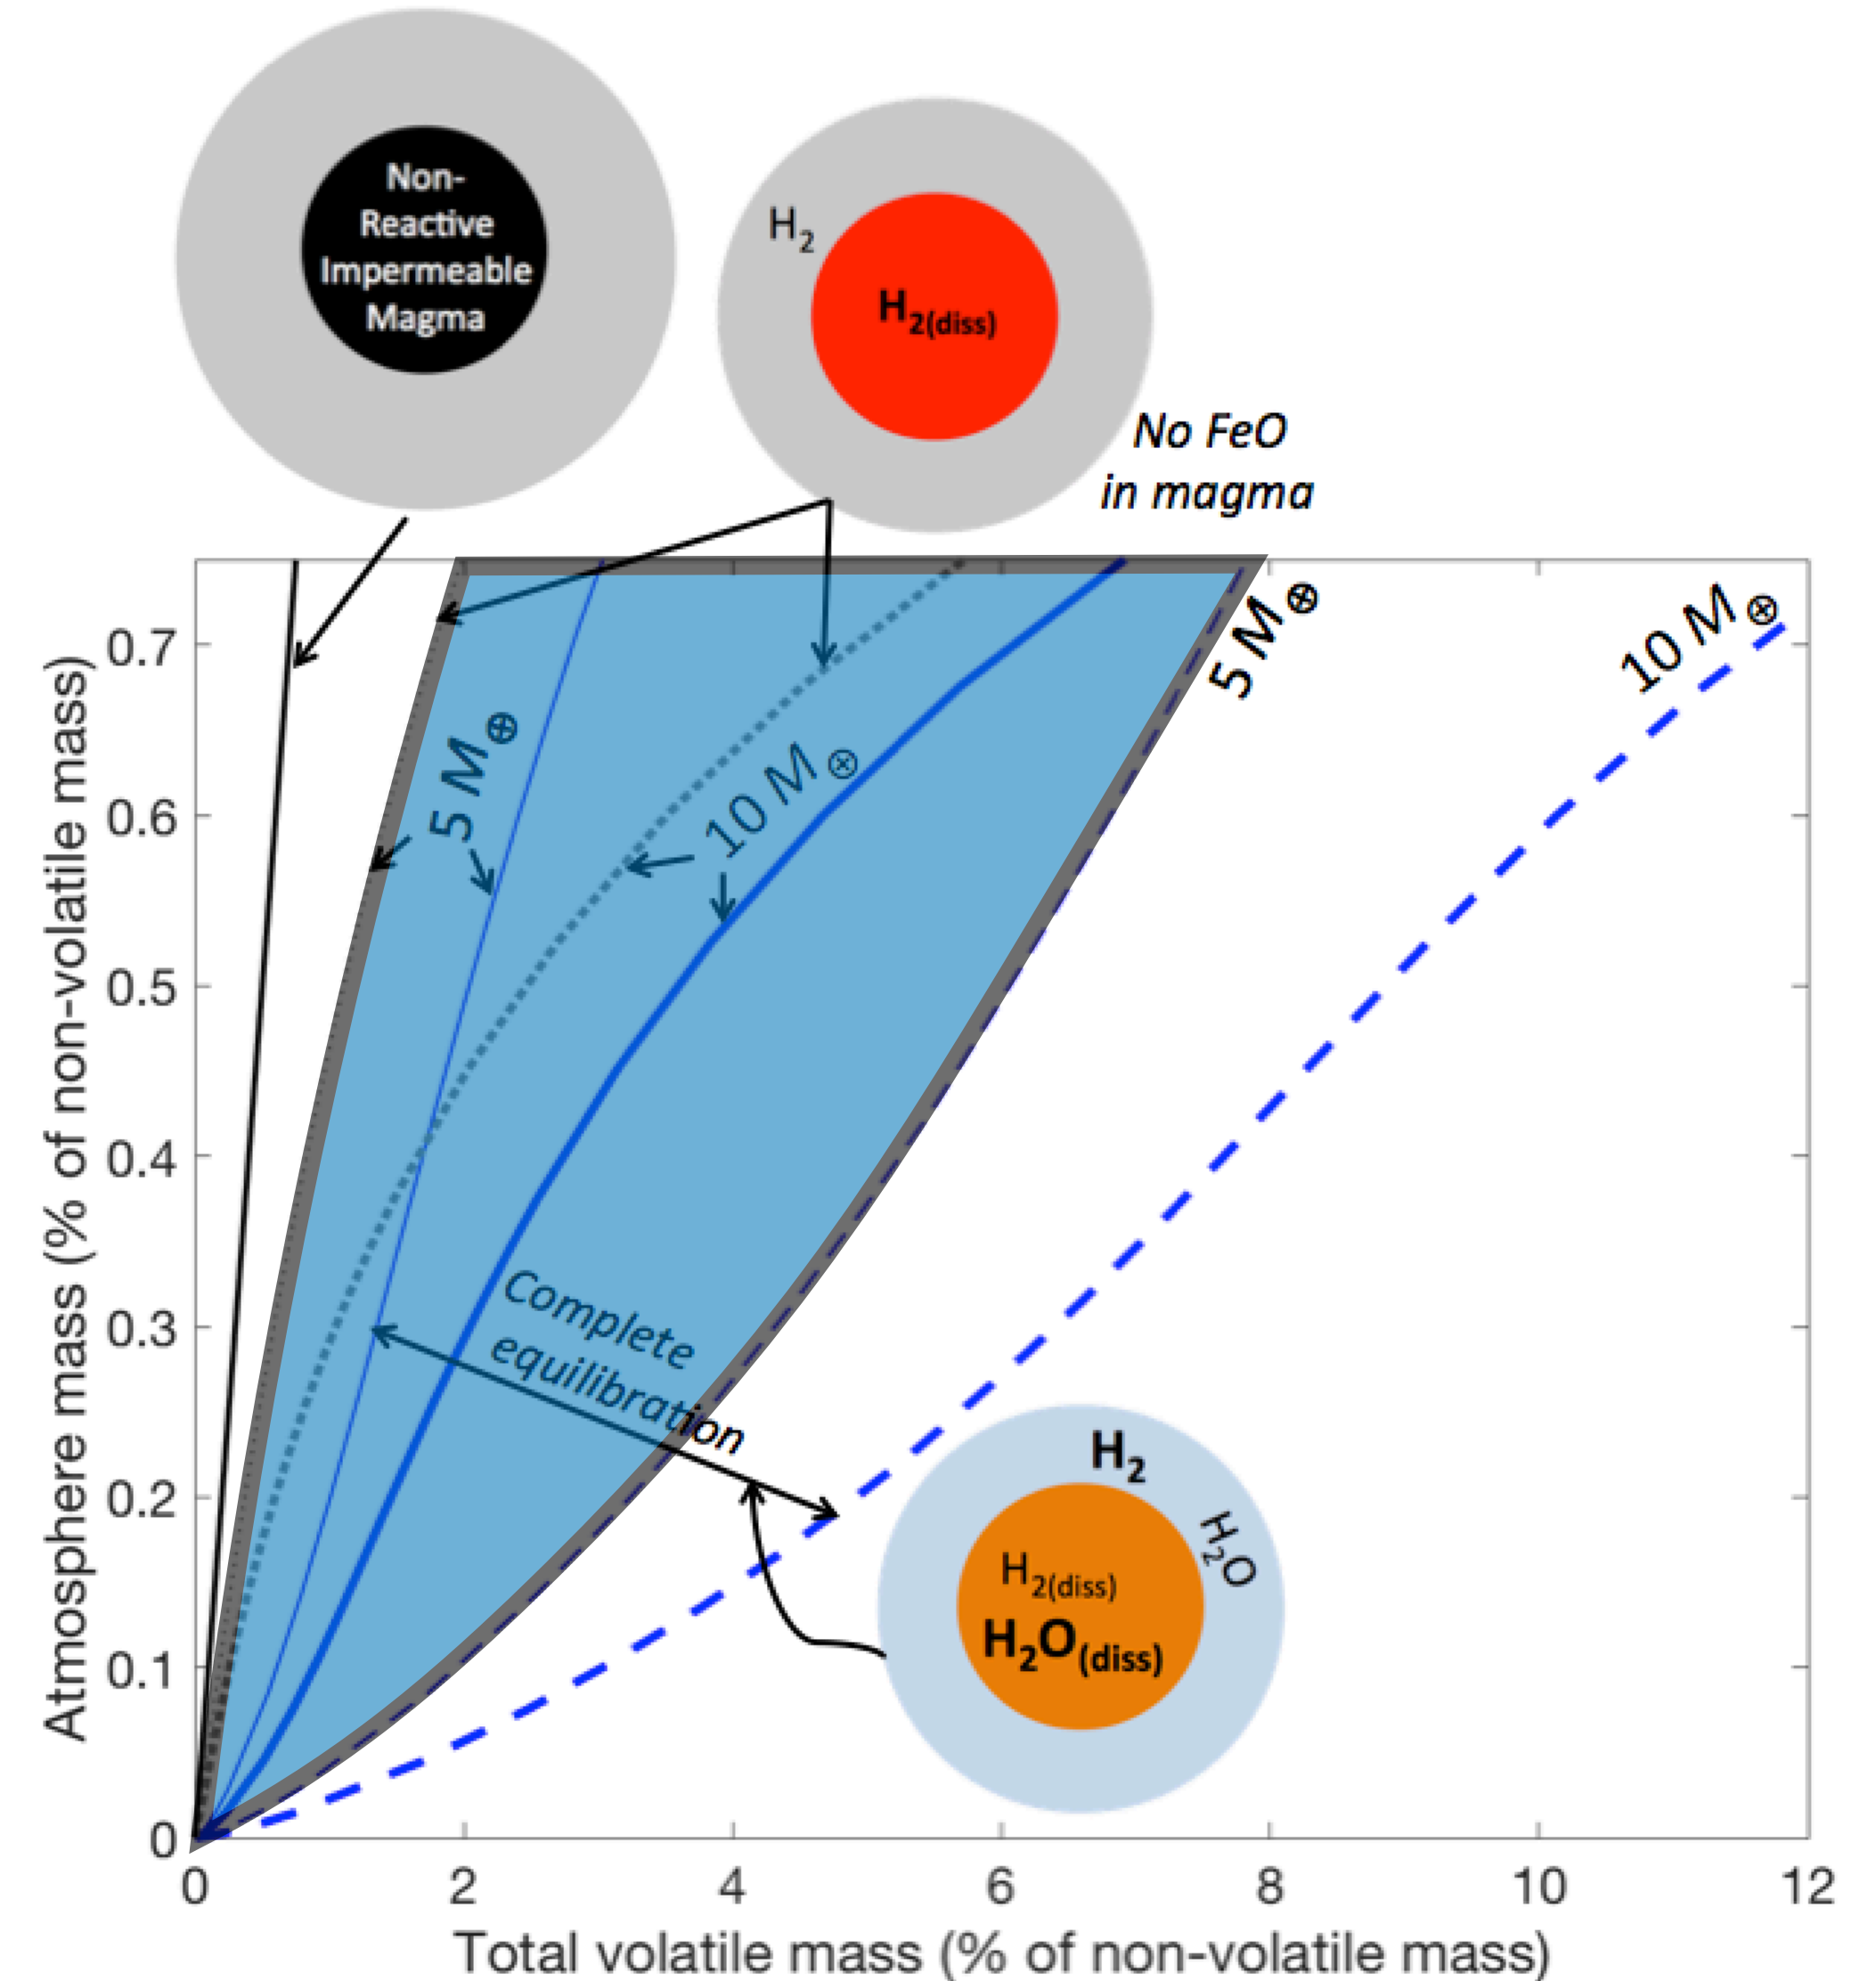 Non-
Reactive
Impermeable
Magma
H2
H2(diss)
No FeO
in magma
5 M⊕
10 M⊗
5 M⊕
10 M⊗
Complete
equilibration
H2
H2O
H2(diss)
H2O(diss)
0.7
0.6
0.5
0.4
0.3
0.2
0.1
0
0 2 4 6 8 10 12
Atmosphere mass (% of non-volatile mass)
Total volatile mass (% of non-volatile mass)